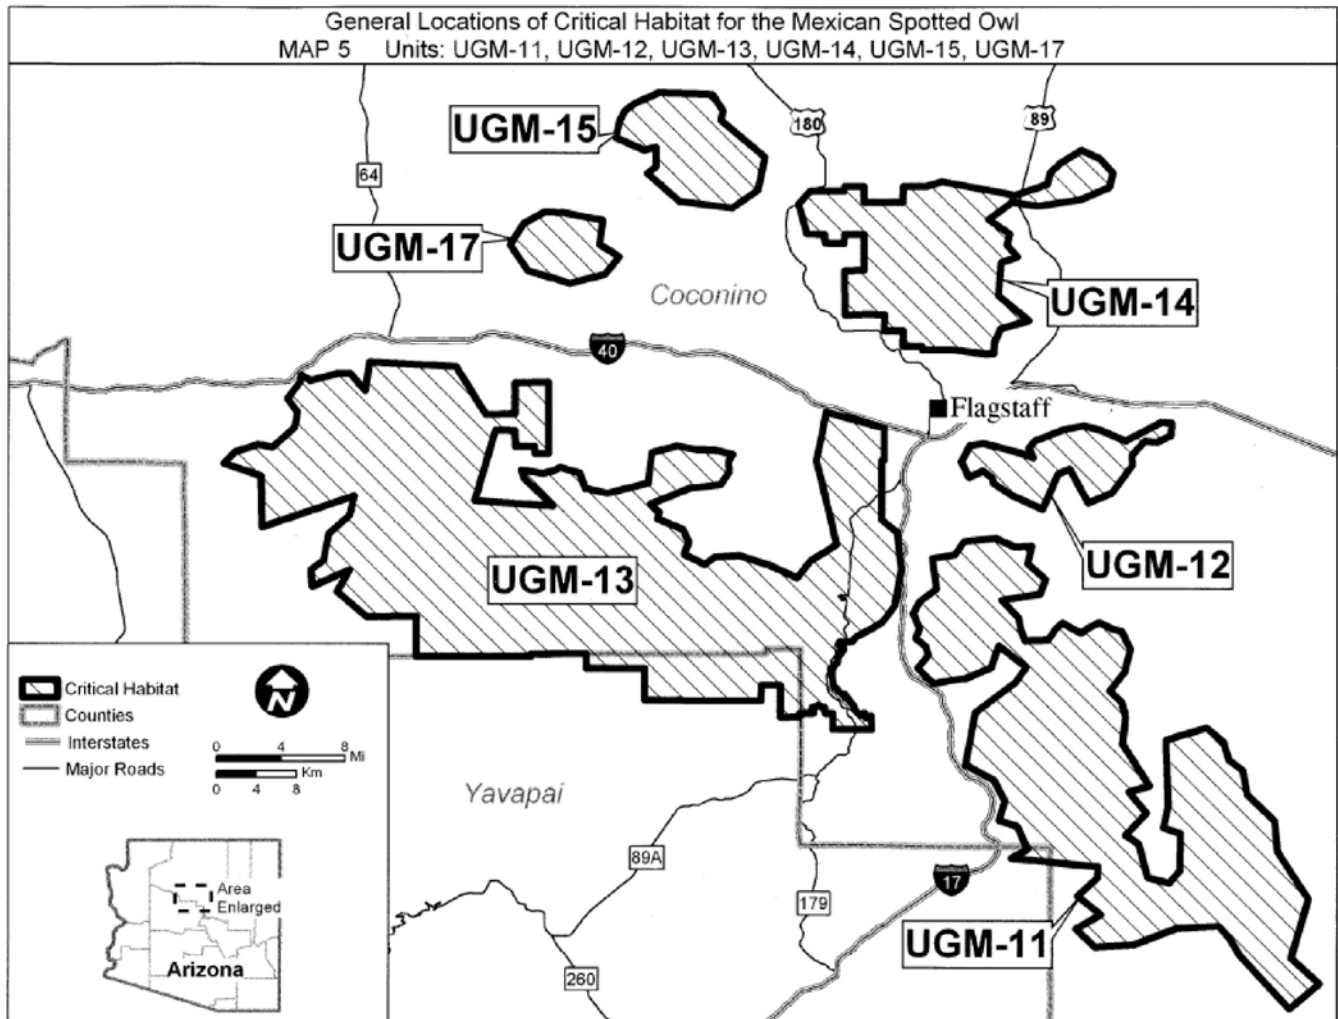 General Locations of Critical Habitat for the Mexican Spotted Owl
MAP 5 Units: UGM-11, UGM-12, UGM-13, UGM-14, UGM-15, UGM-17
UGM-15
180
89
64
UGM-17
Coconino
UGM-14
40
Flagstaff
UGM-13
UGM-12
N
Critical Habitat
Counties
Interstates
Major Roads
0 4 8 Mi
Km
0 4 8
Yavapai
89A
17
179
UGM-11
260
Area
Enlarged
Arizona